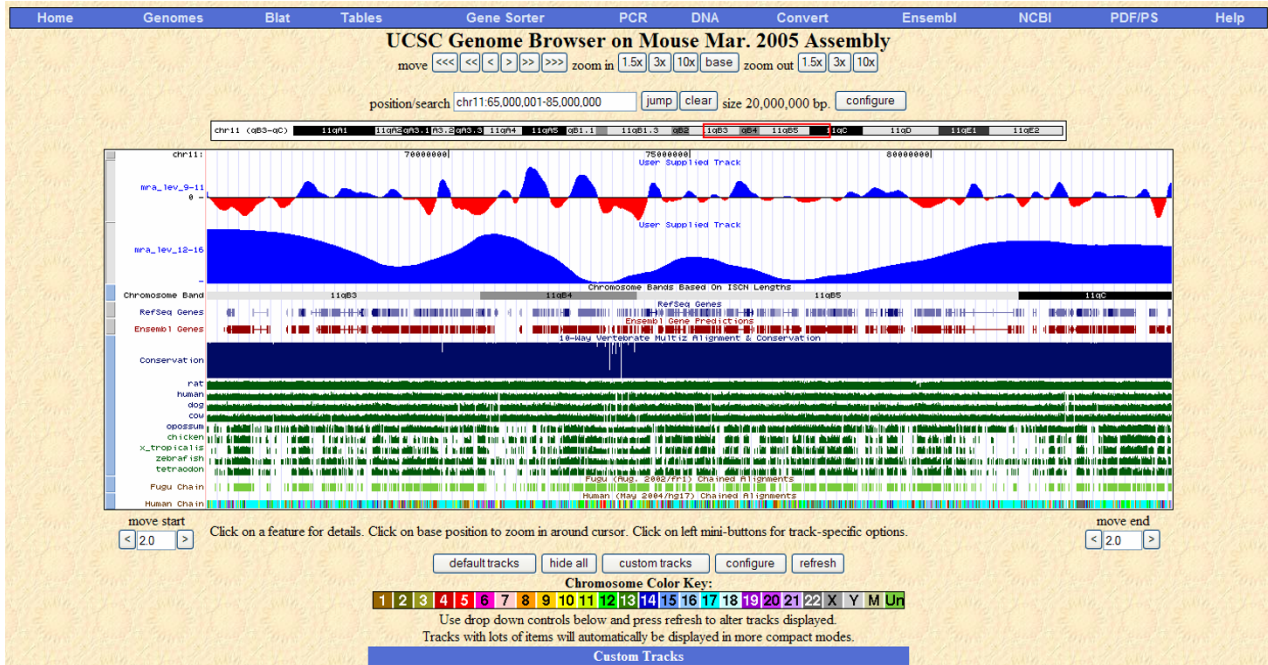 Home Genomes Blat Tables Gene Sorter PCR DNA Convert Ensembl NCBI PDF/PS Help
UCSC Genome Browser on Mouse Mar. 2005 Assembly
move <<< << < > >> >>> zoom in 1.5x 3x 10x base zoom out 1.5x 3x 10x
position/search chr11:65,000,001-85,000,000 jump clear size 20,000,000 bp. configure
chr11 (qB3-qC) 11qA1 11qA2 qA3.1 A3.2 qA3.3 11qA4 11qA5 qB1.1 11qB1.3 qB2 11qB3 qB4 11qB5 11qC 11qD 11qE1 11qE2
chr11: 70000000| 75000000| 80000000|
User Supplied Track
mra_lev_9-11
0 -
User Supplied Track
mra_lev_12-16
-
Chromosome Bands Based On ISCN Lengths
Chromosome Band 11qB3 11qB4 11qB5 11qC
RefSeq Genes
RefSeq Genes
Ensembl Gene Predictions
Ensembl Genes
10-Way Vertebrate Multiz Alignment & Conservation
Conservation
rat
human
dog
cow
opossum
chicken
x_tropicalis
zebrafish
tetraodon
Fugu (Aug. 2002/fr1) Chained Alignments
Fugu Chain
Human (May 2004/hg17) Chained Alignments
Human Chain
move start move end
< 2.0 > Click on a feature for details. Click on base position to zoom in around cursor. Click on left mini-buttons for track-specific options. < 2.0 >
default tracks hide all custom tracks configure refresh
Chromosome Color Key:
1 2 3 4 5 6 7 8 9 10 11 12 13 14 15 16 17 18 19 20 21 22 X Y M Un
Use drop down controls below and press refresh to alter tracks displayed.
Tracks with lots of items will automatically be displayed in more compact modes.
Custom Tracks